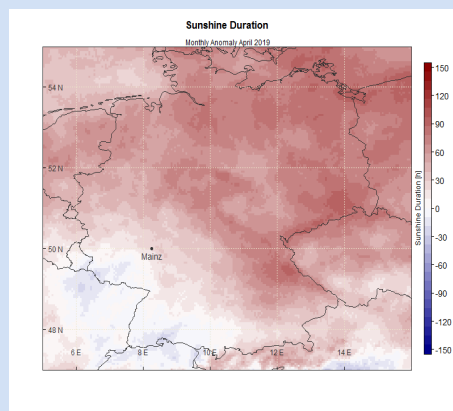 Sunshine Duration
Monthly Anomaly April 2019
54 N
52 N
50 N
48 N
Mainz
6 E
8 E
10 E
12 E
14 E
150
120
90
60
30
0
-30
-60
-90
-120
-150
Sunshine Duration [h]